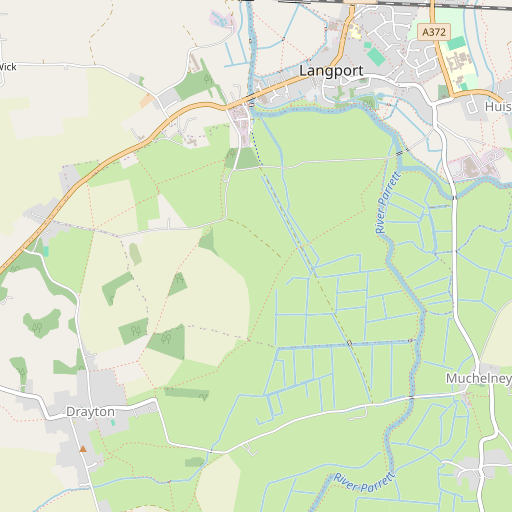 A372
Wick
Langport
Huis
River Parrett
Muchelney
Drayton
River Parrett